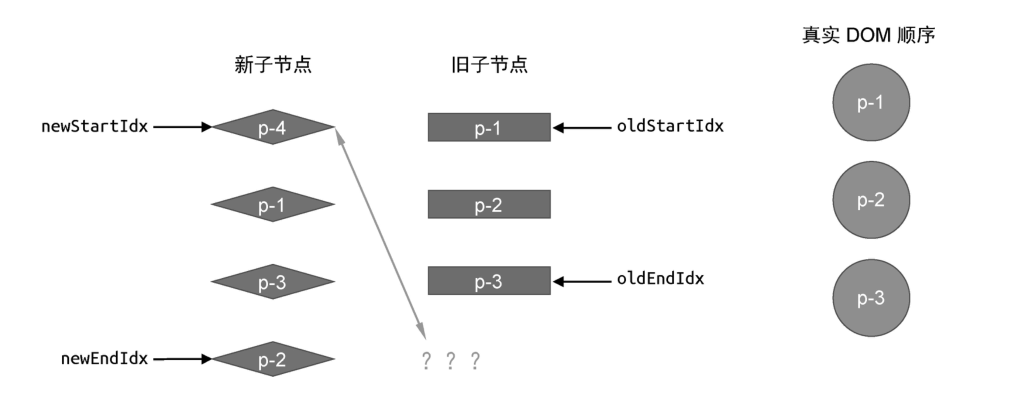 真实 DOM 顺序
新子节点
旧子节点
newStartIdx
p-4
p-1
oldStartIdx
p-1
p-1
p-2
p-2
p-3
p-3
oldEndIdx
p-3
newEndIdx
p-2
? ? ?